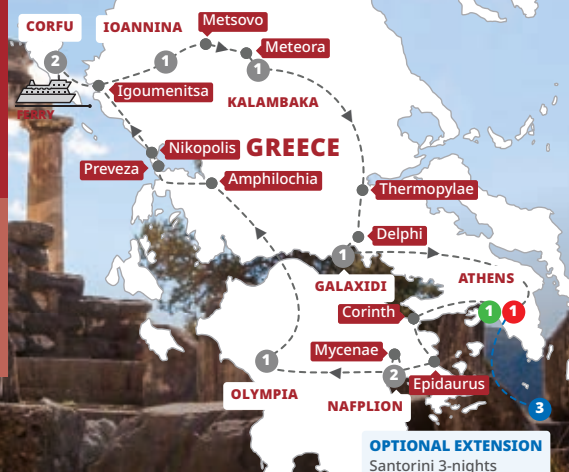 CORFU
IOANNINA
Metsovo
Meteora
2
1
1
Igoumenitsa
FERRY
KALAMBAKA
Nikopolis
GREECE
Preveza
Amphilochia
Thermopylae
Delphi
1
GALAXIDI
ATHENS
Corinth
1
1
Mycenae
1
2
Epidaurus
OLYMPIA
NAFPLION
3
OPTIONAL EXTENSION
Santorini 3-nights